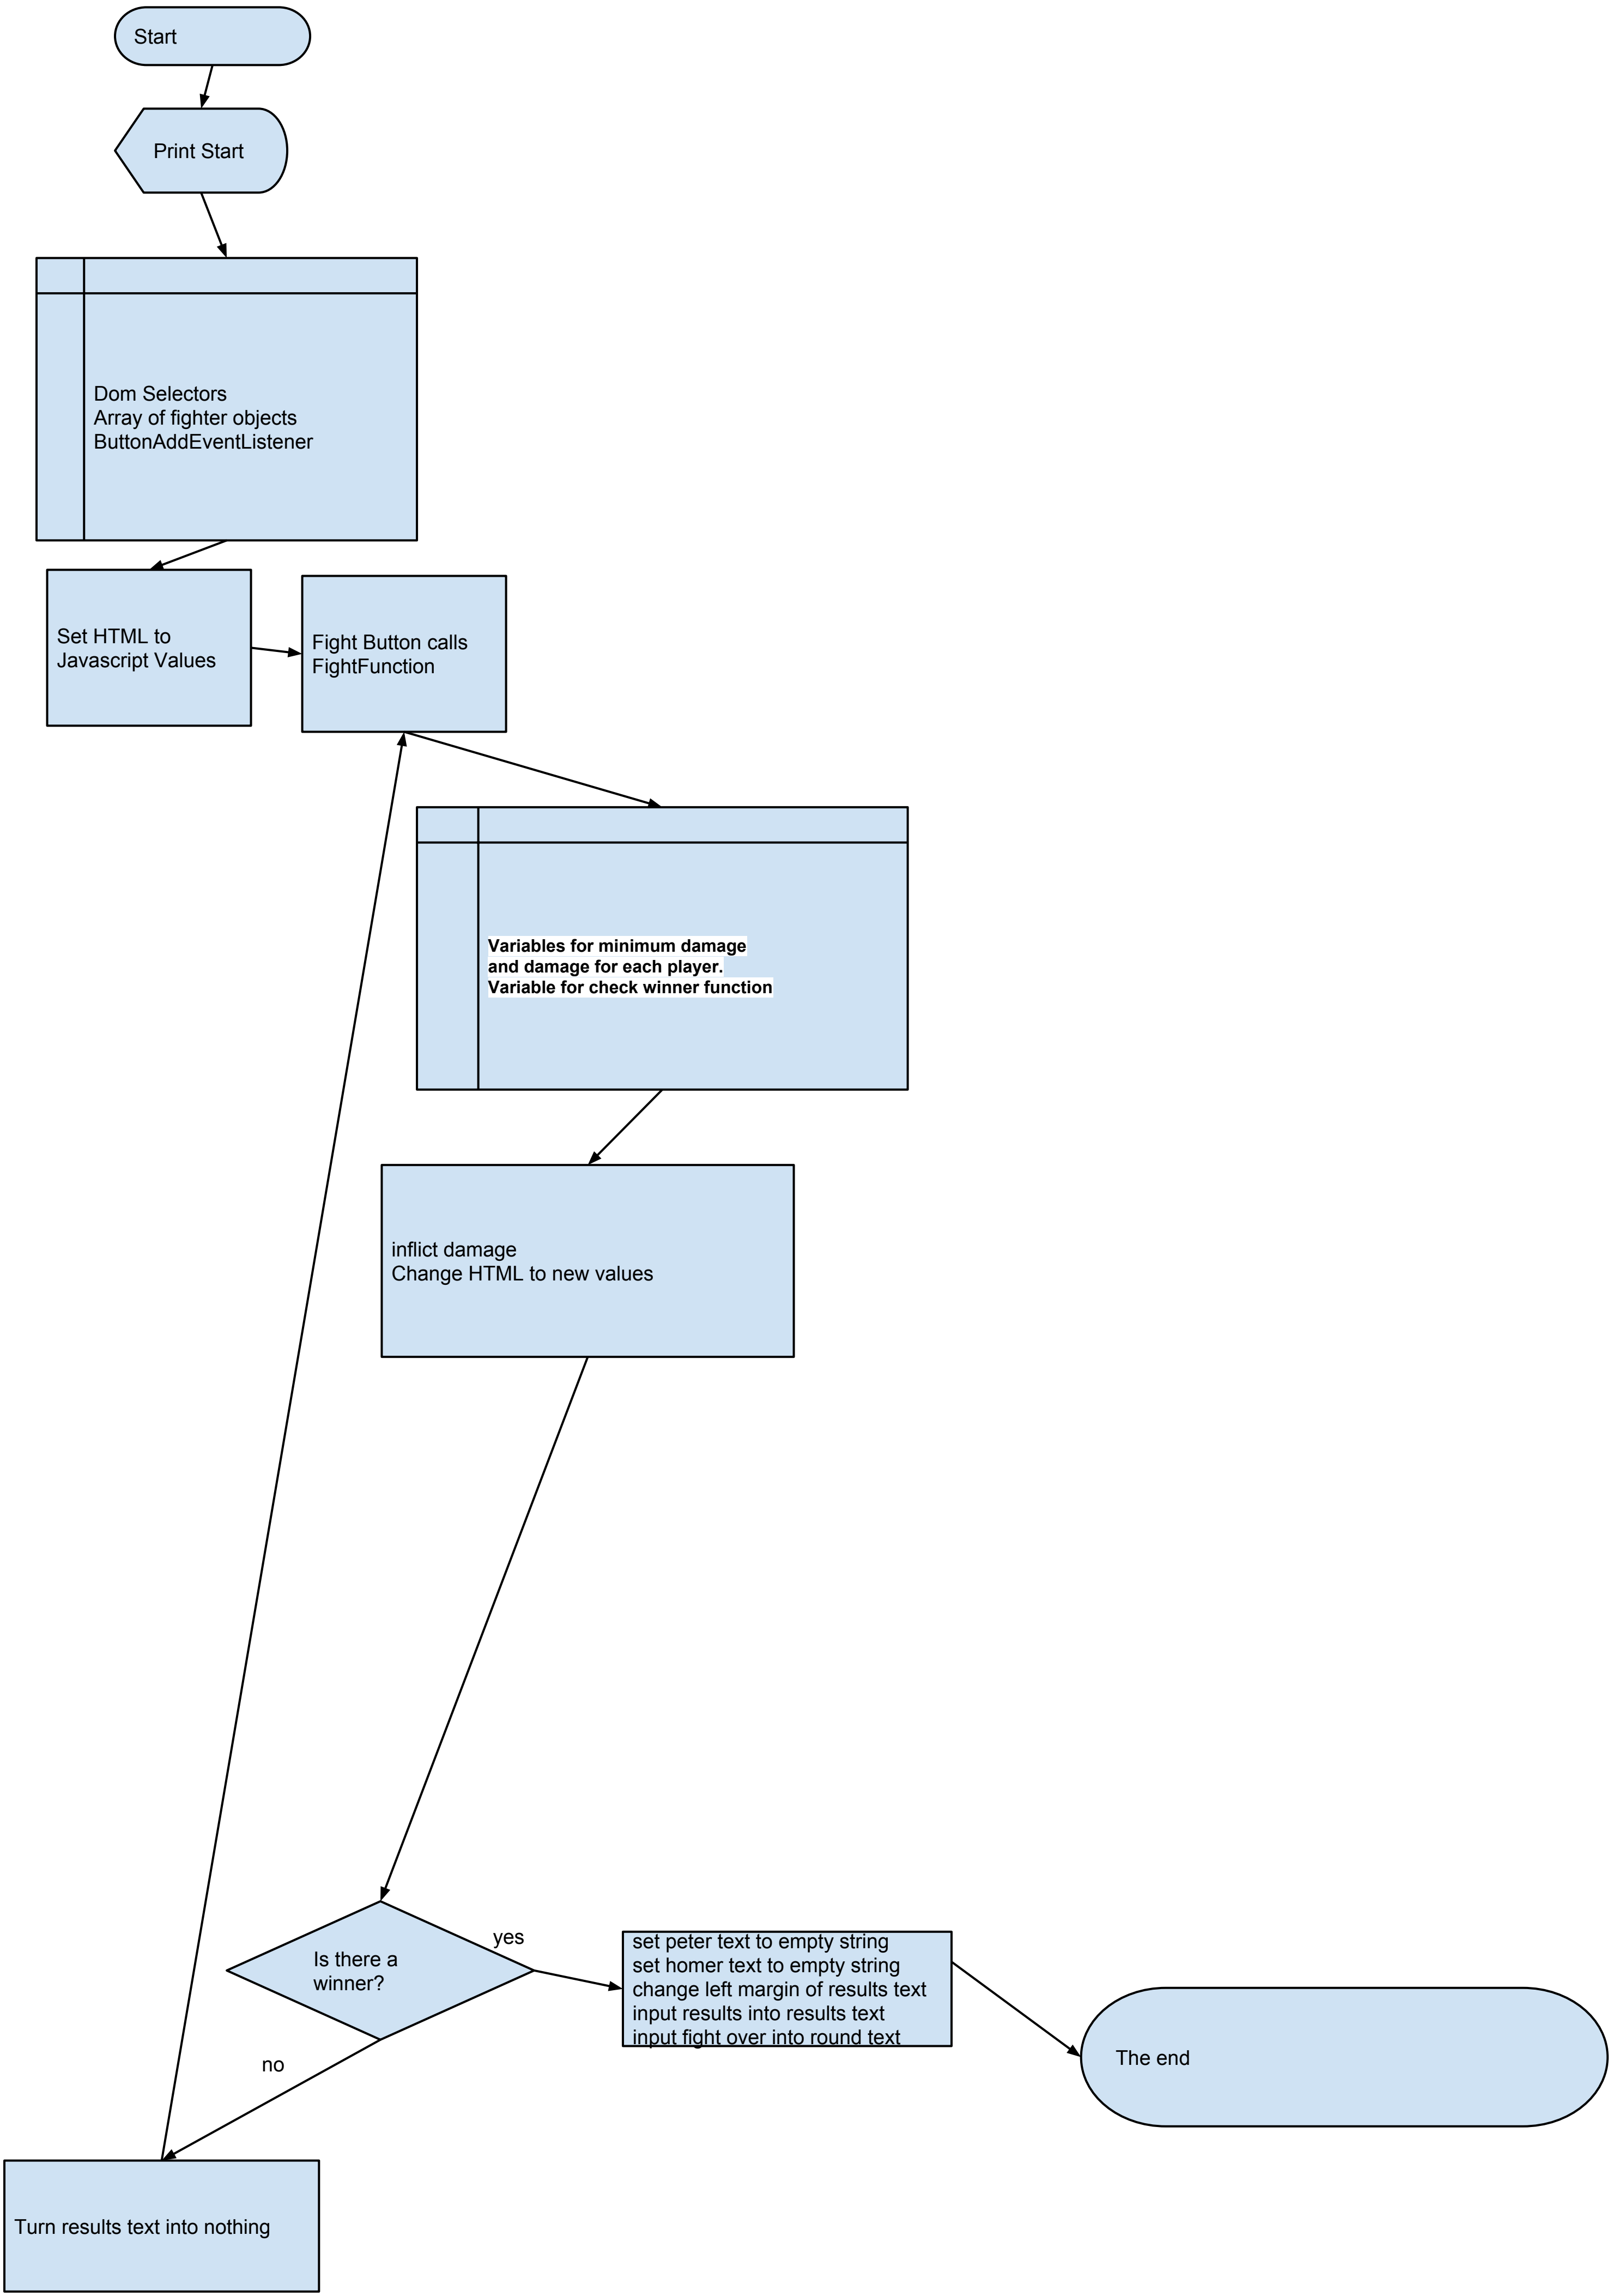 Start
Print Start
Dom Selectors
Array of fighter objects
ButtonAddEventListener
Set HTML to
Javascript Values
Fight Button calls
FightFunction
Variables for minimum damage
and damage for each player.
Variable for check winner function
inflict damage
Change HTML to new values
Is there a
winner?
yes
set peter text to empty string
set homer text to empty string
change left margin of results text
input results into results text
input fight over into round text
The end
no
Turn results text into nothing